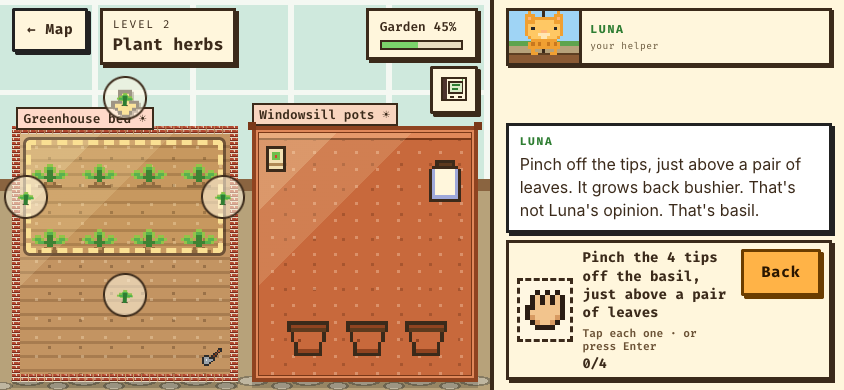 ← Map
LEVEL 2
Plant herbs
Garden 45%
Greenhouse bed ☀
Windowsill pots ☀
LUNA
your helper
LUNA
Pinch off the tips, just above a pair of
leaves. It grows back bushier. That's
not Luna's opinion. That's basil.
Pinch the 4 tips
off the basil,
just above a pair
of leaves
Tap each one · or
press Enter
0/4
Back